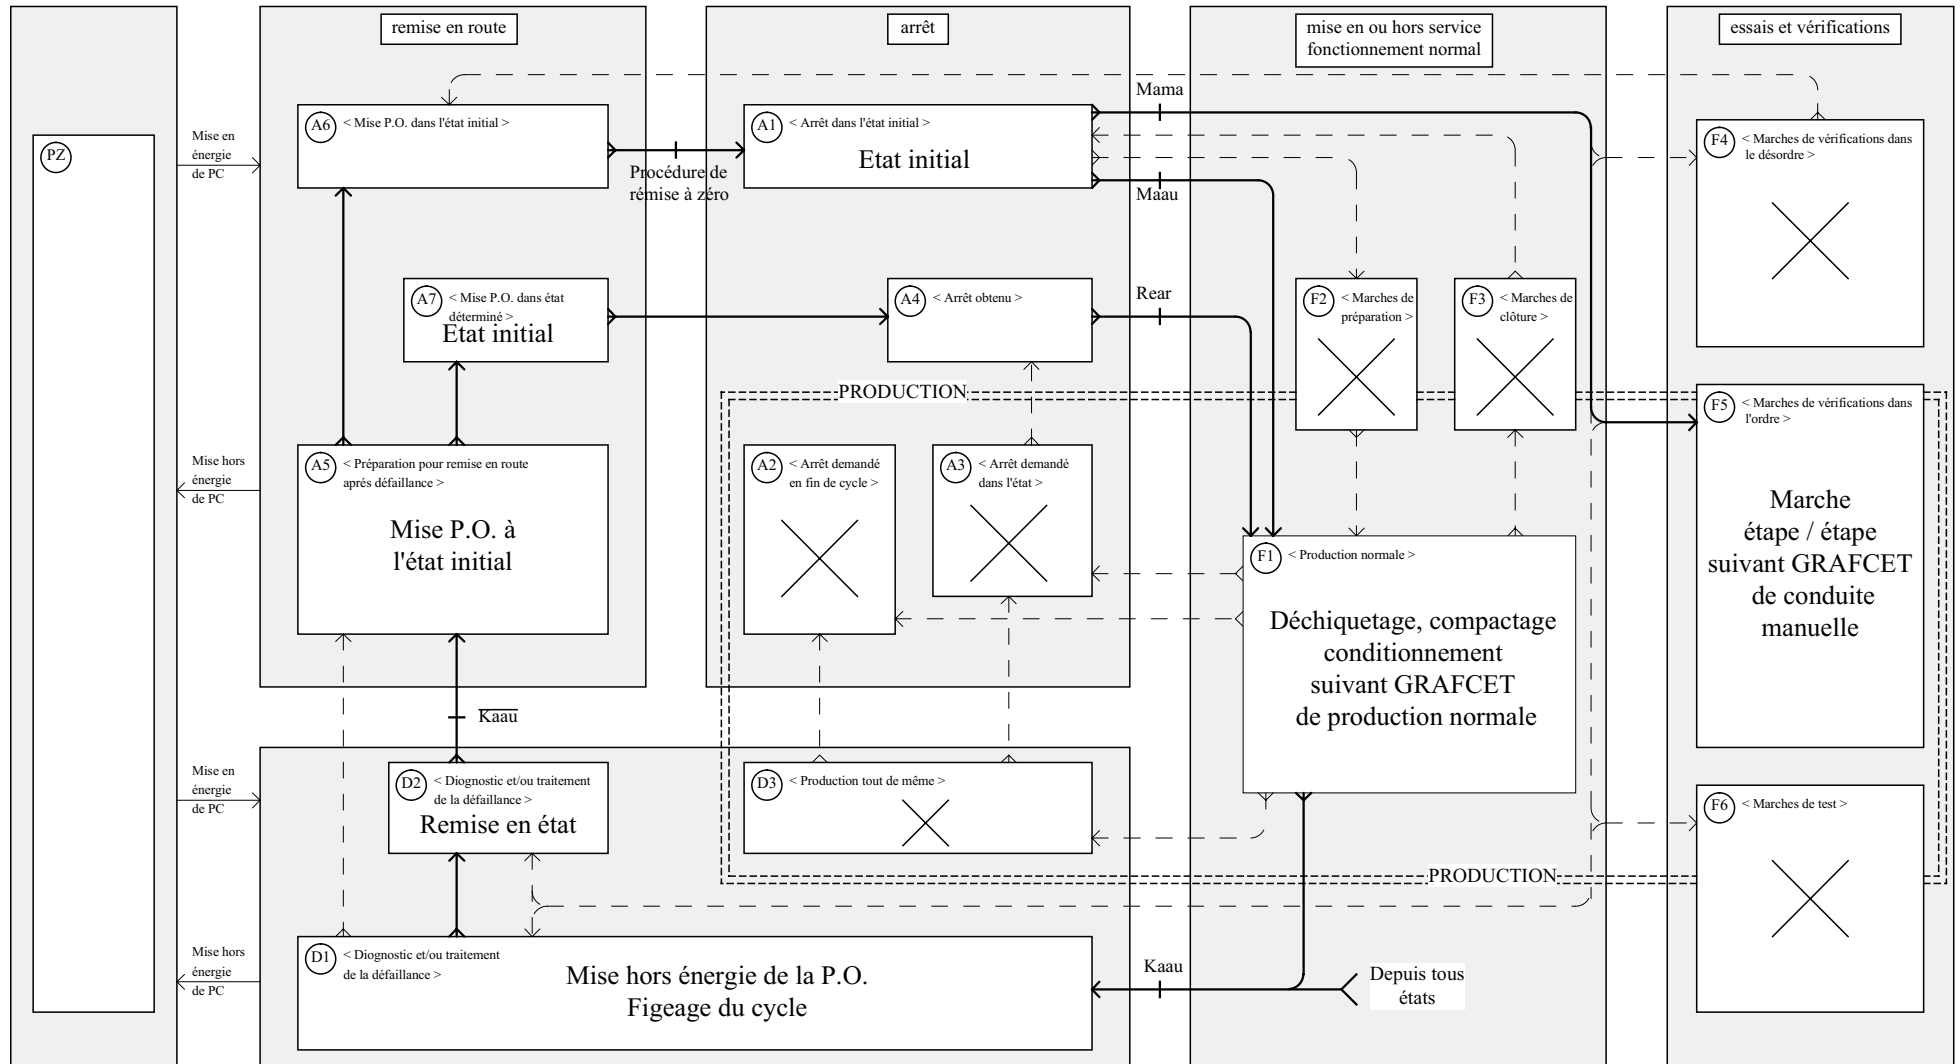 remise en route
arrêt
mise en ou hors service
fonctionnement normal
essais et vérifications
PZ
Mise en
énergie
de PC
Mise hors
énergie
de PC
Mise en
énergie
de PC
Mise hors
énergie
de PC
A6 < Mise P.O. dans l'état initial >
Procédure de
rémise à zéro
A1 < Arrêt dans l'état initial >
Etat initial
Mama
Maau
A7 < Mise P.O. dans état
déterminé >
Etat initial
A4 < Arrêt obtenu >
Rear
F2 < Marches de
préparation >
F3 < Marches de
clôture >
F4 < Marches de vérifications dans
le désordre >
PRODUCTION
A5 < Préparation pour remise en route
aprés défaillance >
Mise P.O. à
l'état initial
A2 < Arrêt demandé
en fin de cycle >
A3 < Arrêt demandé
dans l'état >
F1 < Production normale >
Déchiquetage, compactage
conditionnement
suivant GRAFCET
de production normale
F5 < Marches de vérifications dans
l'ordre >
Marche
étape / étape
suivant GRAFCET
de conduite
manuelle
Kaau
D2 < Diognostic et/ou traitement
de la défaillance >
Remise en état
D3 < Production tout de même >
F6 < Marches de test >
PRODUCTION
D1 < Diognostic et/ou traitement
de la défaillance >
Mise hors énergie de la P.O.
Figeage du cycle
Kaau
Depuis tous
états